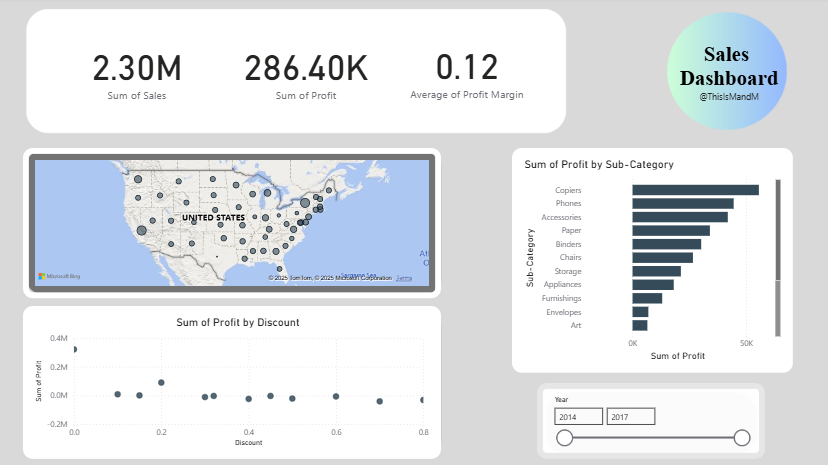 2.30M
Sum of Sales
286.40K
Sum of Profit
0.12
Average of Profit Margin
Sales
Dashboard
@ThisIsMandM
UNITED STATES
Microsoft Bing
© 2025 TomTom, © 2025 Microsoft Corporation
Terms
Sum of Profit by Discount
Sum of Profit
0.4M
0.2M
0.0M
-0.2M
0.0
0.2
0.4
0.6
0.8
Discount
Sum of Profit by Sub-Category
Sub-Category
Copiers
Phones
Accessories
Paper
Binders
Chairs
Storage
Appliances
Furnishings
Envelopes
Art
0K
50K
Sum of Profit
Year
2014
2017